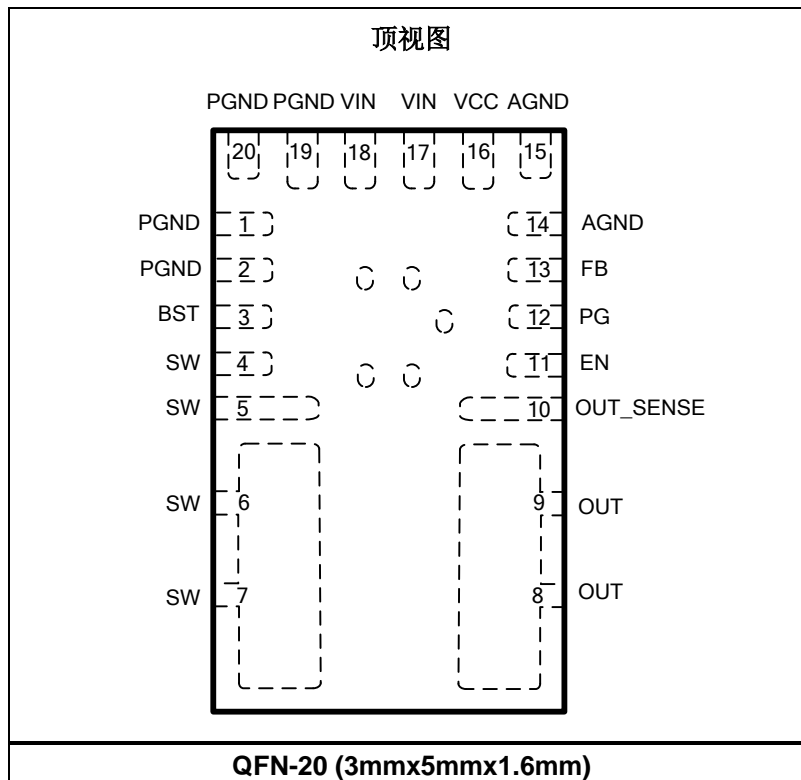 顶视图
PGND PGND VIN VIN VCC AGND
20 19 18 17 16 15
PGND 1 14 AGND
PGND 2 13 FB
BST 3 12 PG
SW 4 11 EN
SW 5 10 OUT_SENSE
SW 6 9 OUT
SW 7 8 OUT
QFN-20 (3mmx5mmx1.6mm)